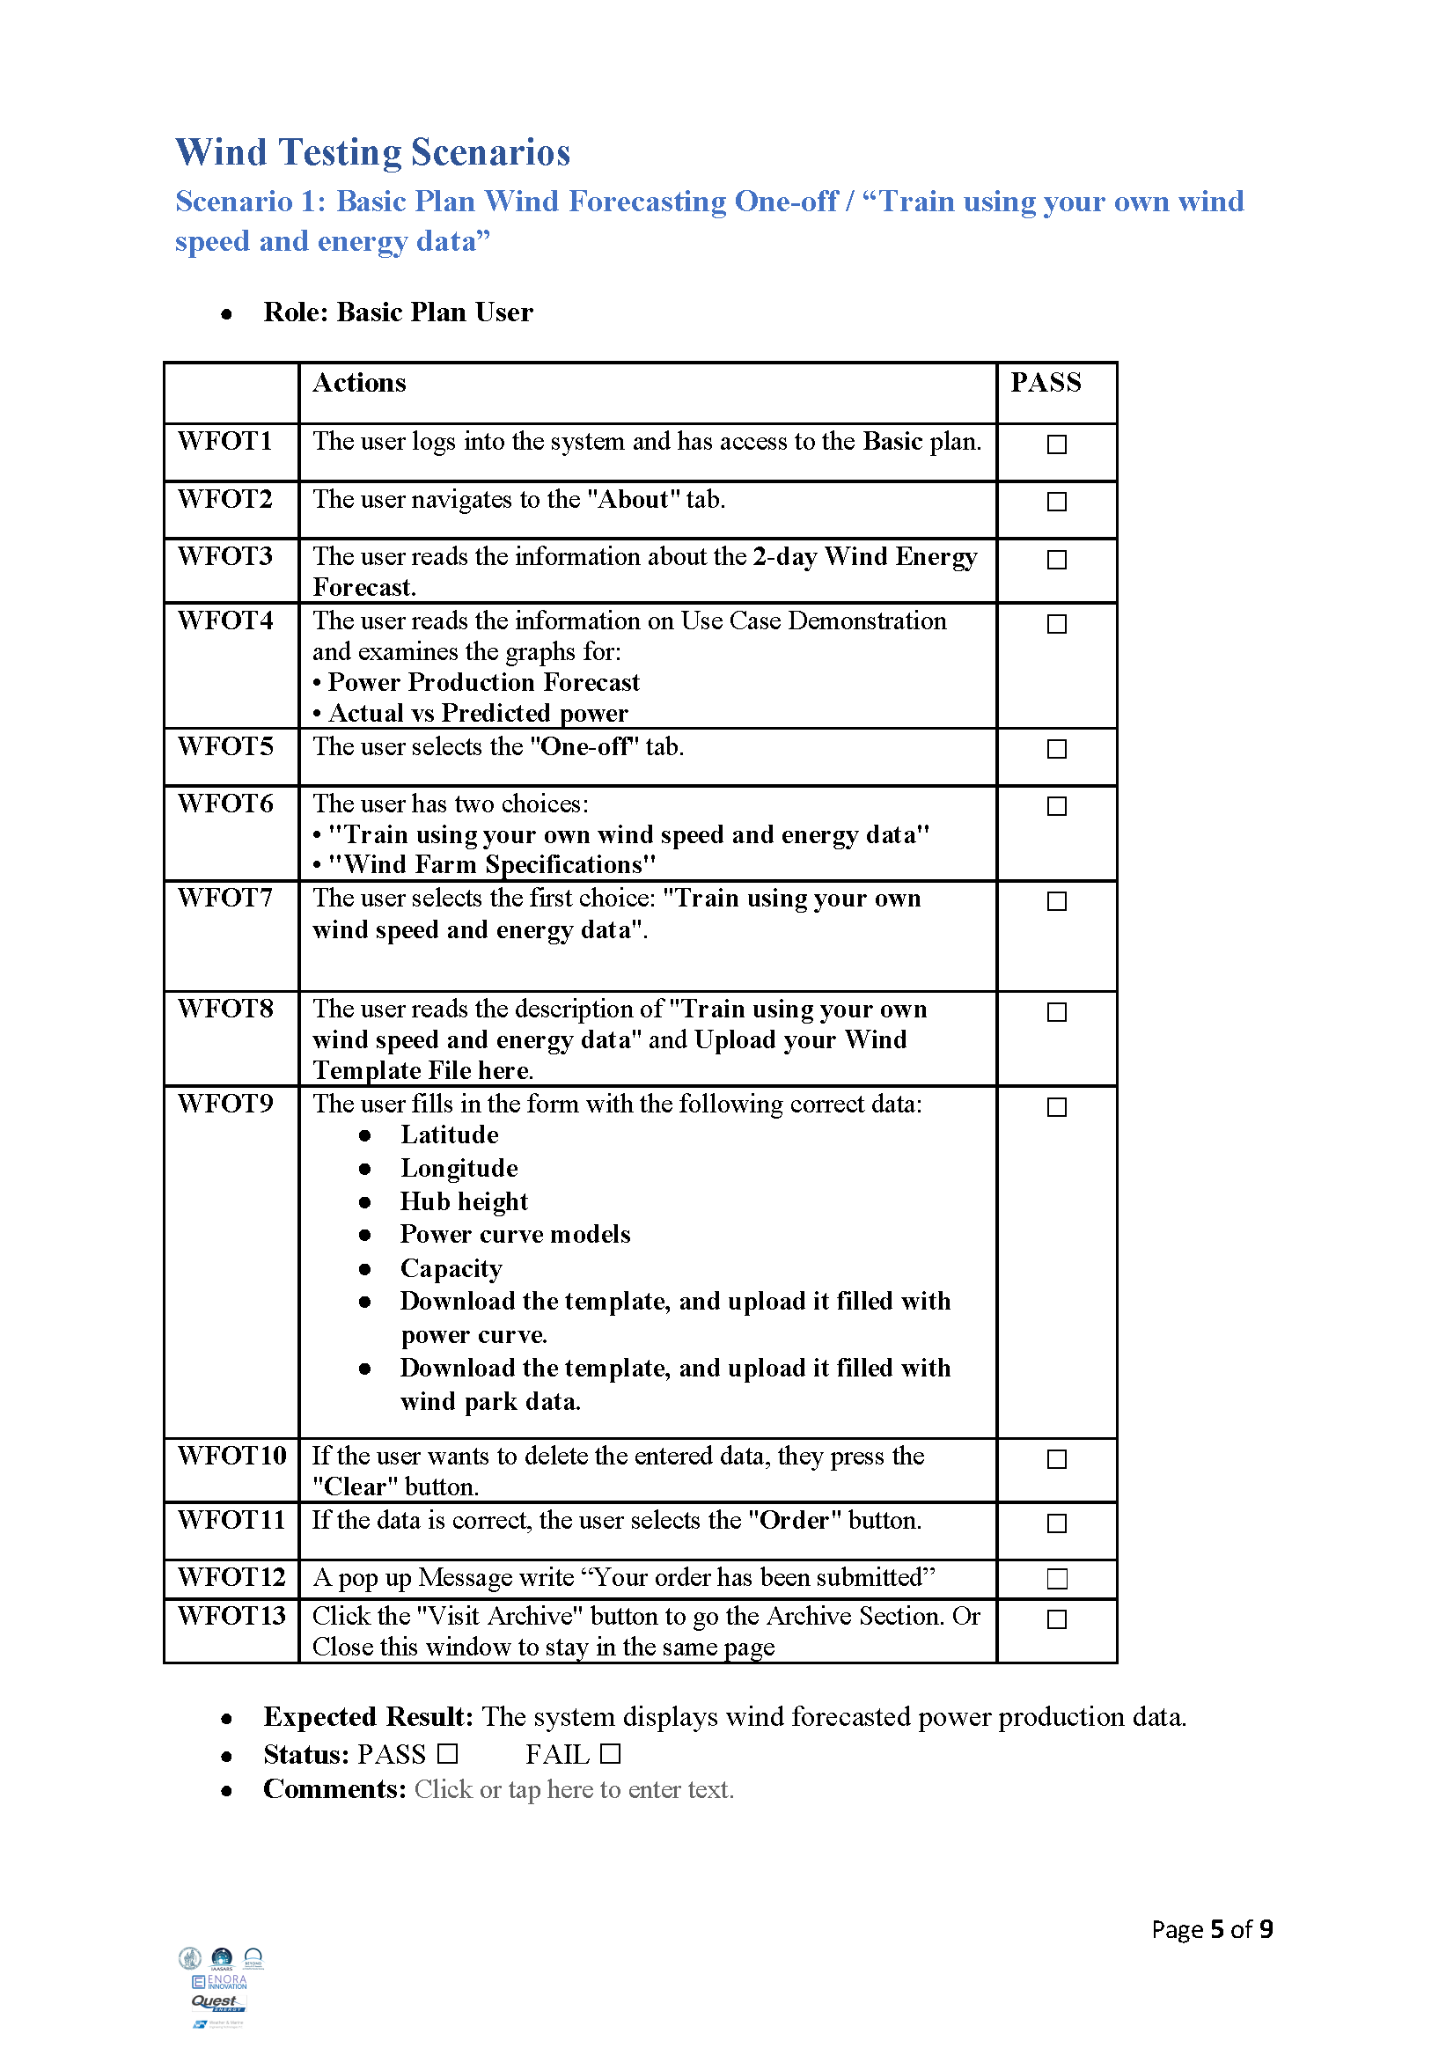 Wind Testing Scenarios
Scenario 1: Basic Plan Wind Forecasting One-off / “Train using your own wind
speed and energy data”
● Role: Basic Plan User
Actions PASS
WFOT1 The user logs into the system and has access to the Basic plan. ☐
WFOT2 The user navigates to the "About" tab. ☐
WFOT3 The user reads the information about the 2-day Wind Energy ☐
Forecast.
WFOT4 The user reads the information on Use Case Demonstration ☐
and examines the graphs for:
• Power Production Forecast
• Actual vs Predicted power
WFOT5 The user selects the "One-off" tab. ☐
WFOT6 The user has two choices: ☐
• "Train using your own wind speed and energy data"
• "Wind Farm Specifications"
WFOT7 The user selects the first choice: "Train using your own ☐
wind speed and energy data".
WFOT8 The user reads the description of "Train using your own ☐
wind speed and energy data" and Upload your Wind
Template File here.
WFOT9 The user fills in the form with the following correct data: ☐
● Latitude
● Longitude
● Hub height
● Power curve models
● Capacity
● Download the template, and upload it filled with
power curve.
● Download the template, and upload it filled with
wind park data.
WFOT10 If the user wants to delete the entered data, they press the ☐
"Clear" button.
WFOT11 If the data is correct, the user selects the "Order" button. ☐
WFOT12 A pop up Message write “Your order has been submitted” ☐
WFOT13 Click the "Visit Archive" button to go the Archive Section. Or ☐
Close this window to stay in the same page
● Expected Result: The system displays wind forecasted power production data.
● Status: PASS ☐ FAIL ☐
● Comments: Click or tap here to enter text.
Page 5 of 9
IAASARS
BEYOND
ENORA
INNOVATION
Quest
ENERGY